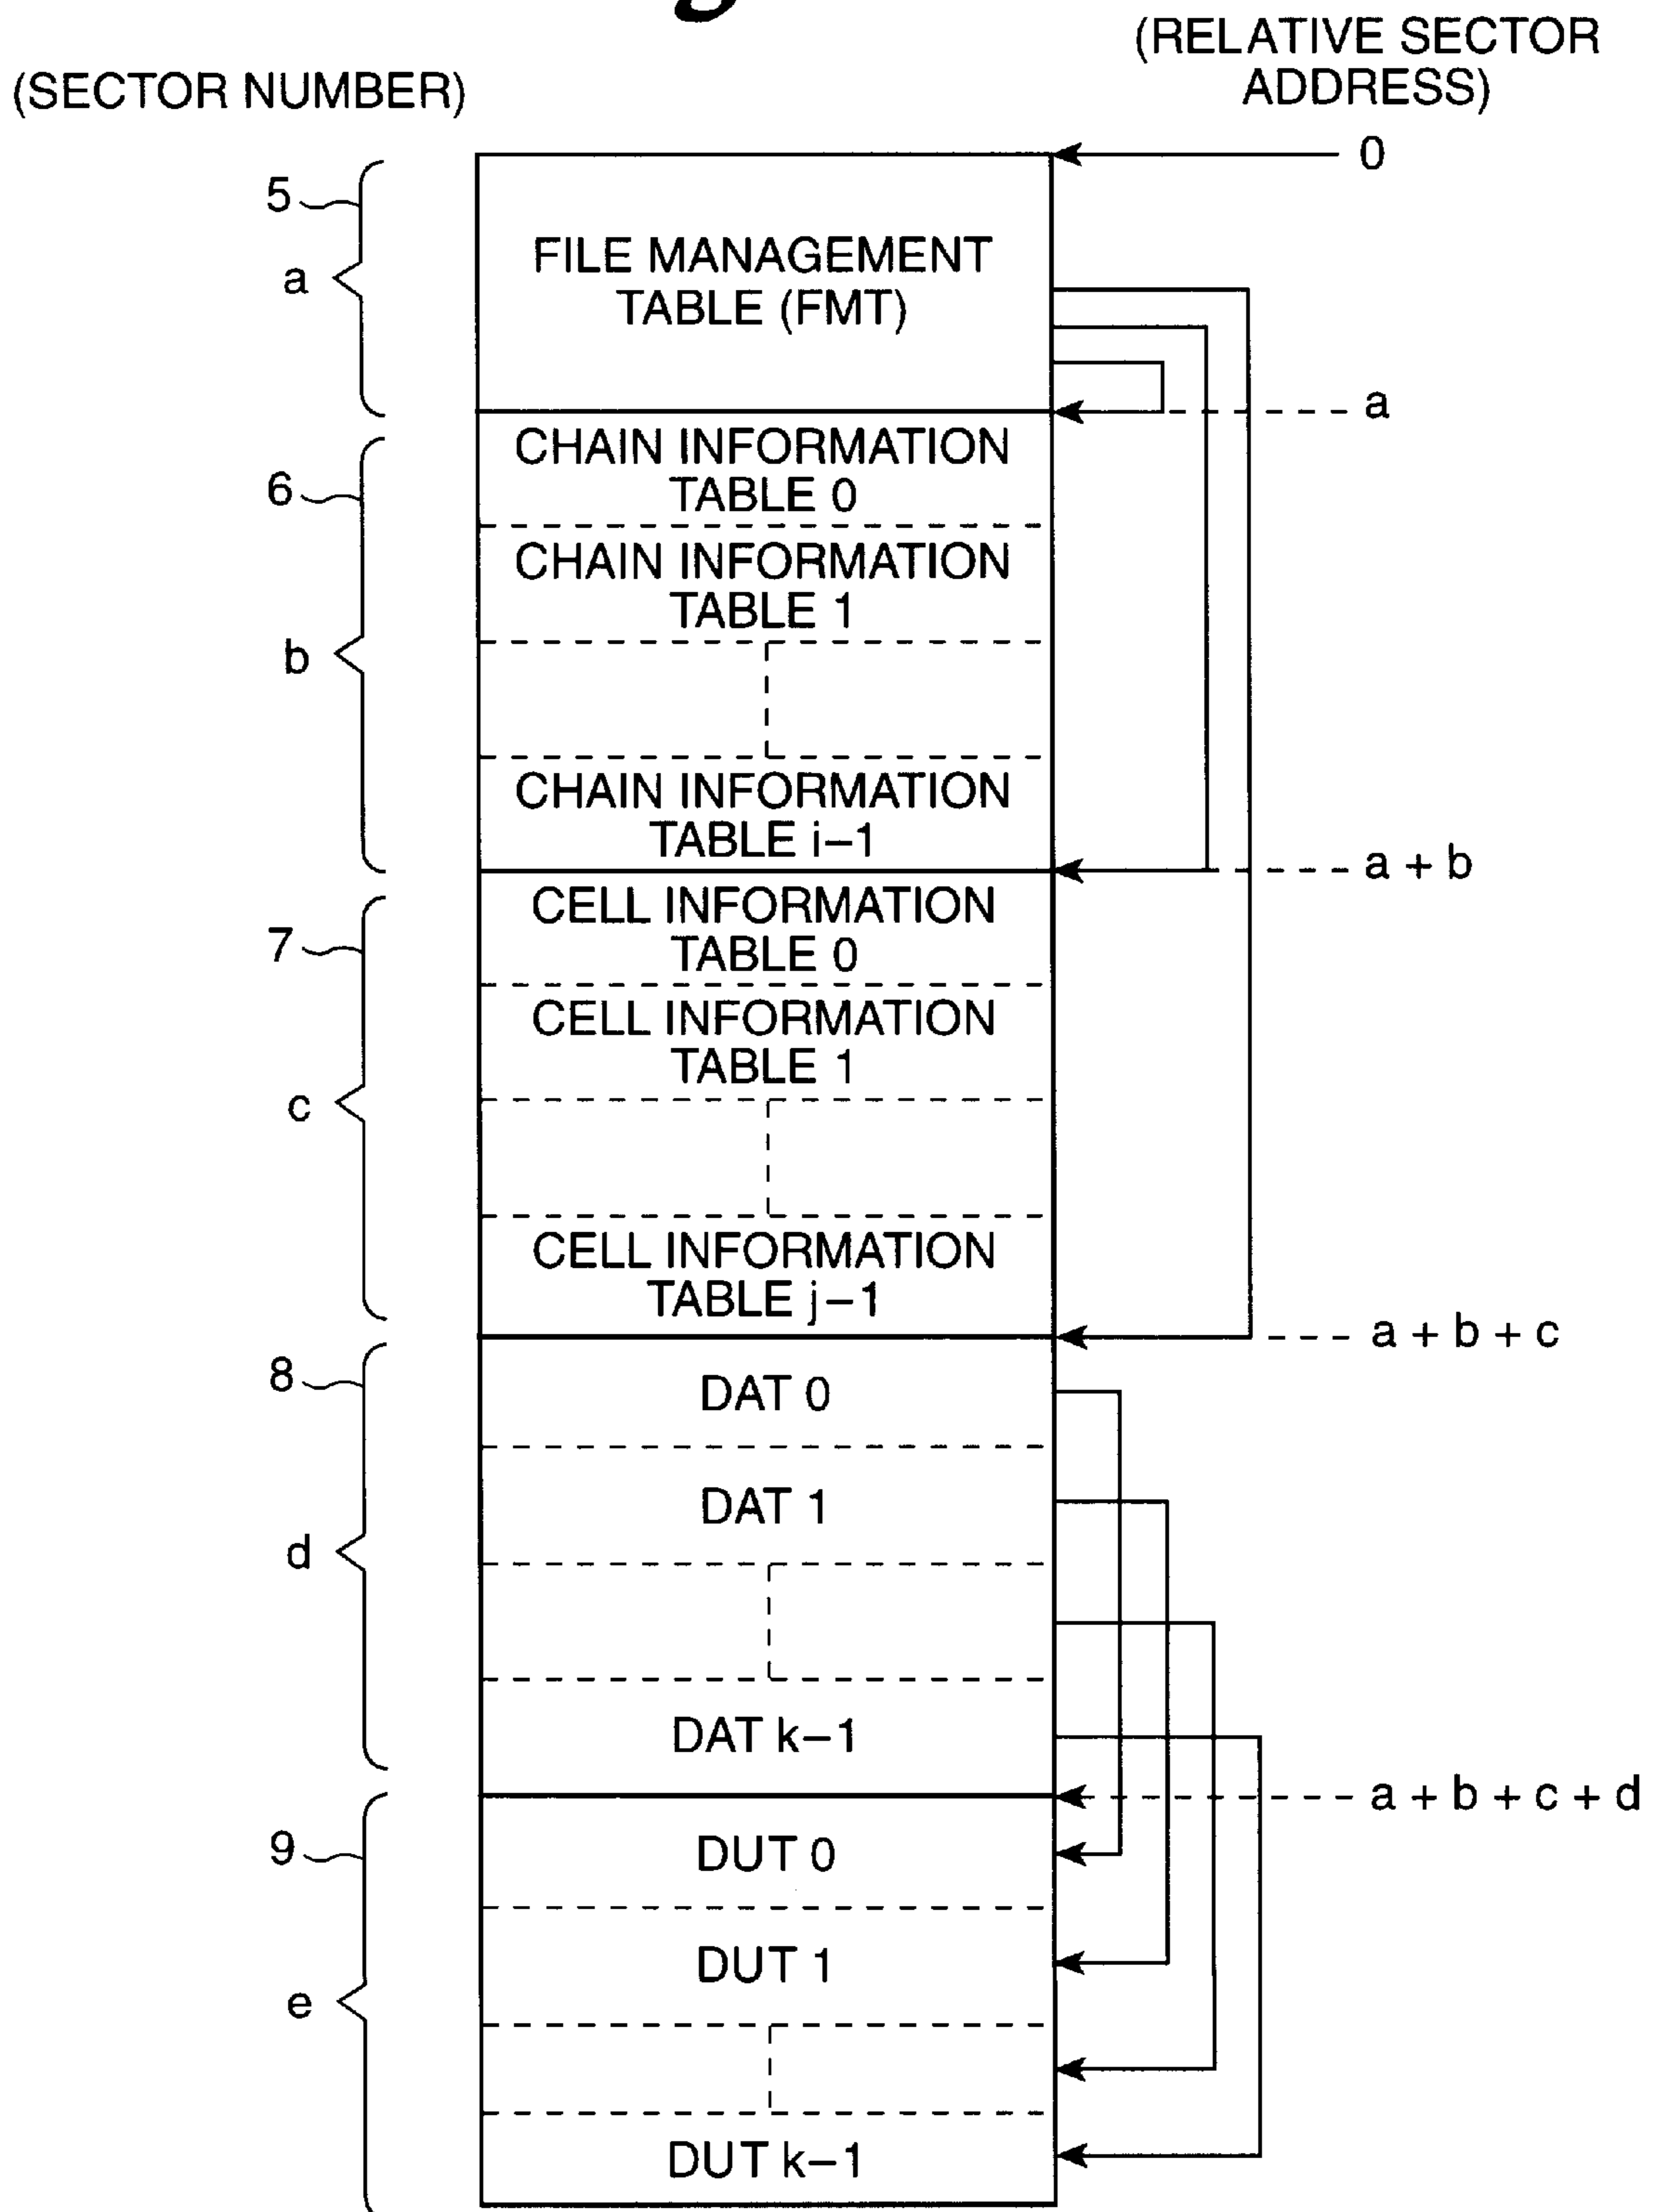 (RELATIVE SECTOR
ADDRESS)
(SECTOR NUMBER)
0
5
a
FILE MANAGEMENT
TABLE (FMT)
a
CHAIN INFORMATION
TABLE 0
6
CHAIN INFORMATION
TABLE 1
b
CHAIN INFORMATION
TABLE i–1
a + b
CELL INFORMATION
TABLE 0
7
CELL INFORMATION
TABLE 1
c
CELL INFORMATION
TABLE j–1
a + b + c
8
DAT 0
DAT 1
d
DAT k–1
a + b + c + d
9
DUT 0
DUT 1
e
DUT k–1